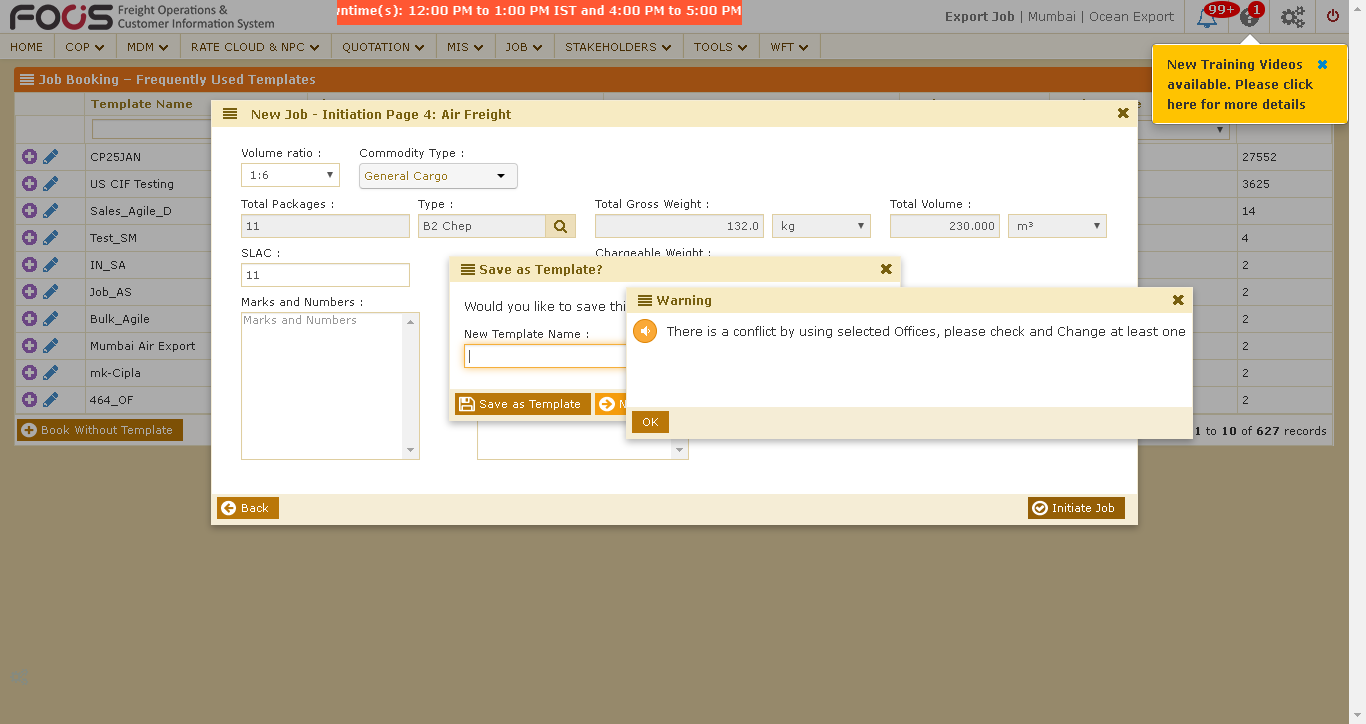 FOCUS Freight Operations &
Customer Information System
ntime(s): 12:00 PM to 1:00 PM IST and 4:00 PM to 5:00 PM
Export Job | Mumbai | Ocean Export
99+
1
HOME COP MDM RATE CLOUD & NPC QUOTATION MIS JOB STAKEHOLDERS TOOLS WFT
New Training Videos
available. Please click
here for more details
Job Booking – Frequently Used Templates
Template Name
CP25JAN 27552
US CIF Testing 3625
Sales_Agile_D 14
Test_SM 4
IN_SA 2
Job_AS 2
Bulk_Agile 2
Mumbai Air Export 2
mk-Cipla 2
464_OF 2
Book Without Template
1 to 10 of 627 records
New Job - Initiation Page 4: Air Freight
Volume ratio : Commodity Type :
1:6 General Cargo
Total Packages : Type : Total Gross Weight : Total Volume :
11 B2 Chep 132.0 kg 230.000 m³
SLAC : Chargeable Weight :
11
Marks and Numbers :
Marks and Numbers
Back
Initiate Job
Save as Template?
Would you like to save thi
New Template Name :
Save as Template
N
Warning
There is a conflict by using selected Offices, please check and Change at least one
OK